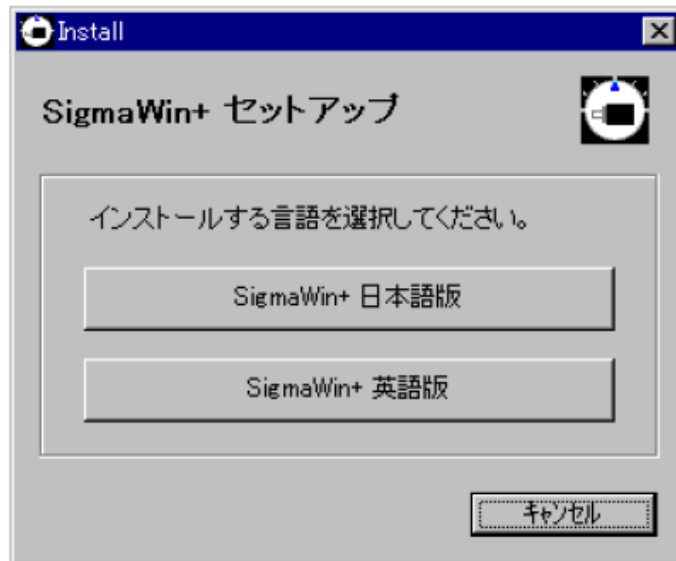 Install
SigmaWin+ セットアップ
インストールする言語を選択してください。
SigmaWin+ 日本語版
SigmaWin+ 英語版
キャンセル